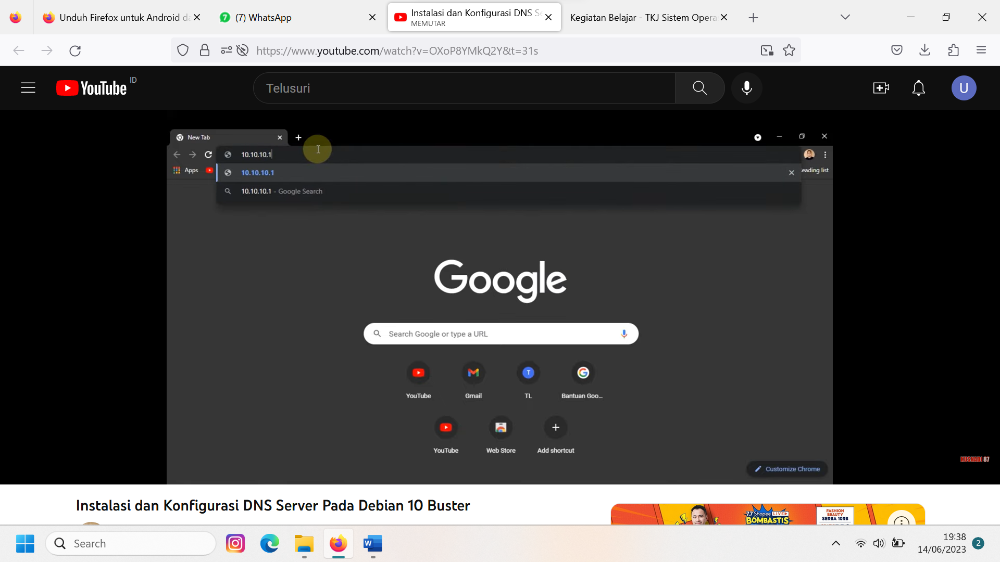 Unduh Firefox untuk Android da
(7) WhatsApp
Instalasi dan Konfigurasi DNS Se
MEMUTAR
Kegiatan Belajar - TKJ Sistem Opera
https://www.youtube.com/watch?v=OXoP8YMkQ2Y&t=31s
YouTube ID
Telusuri
U
New Tab
10.10.10.1
Apps
10.10.10.1
eading list
10.10.10.1 - Google Search
Google
Search Google or type a URL
T
YouTube
Gmail
TL
Bantuan Goo...
YouTube
Web Store
Add shortcut
KUSNADI 87
Customize Chrome
Instalasi dan Konfigurasi DNS Server Pada Debian 10 Buster
7.7 Shopee LIVE
BOMBASTIS
FASHION
BEAUTY
SERBA 10RB
Search
W
19:38
14/06/2023
2